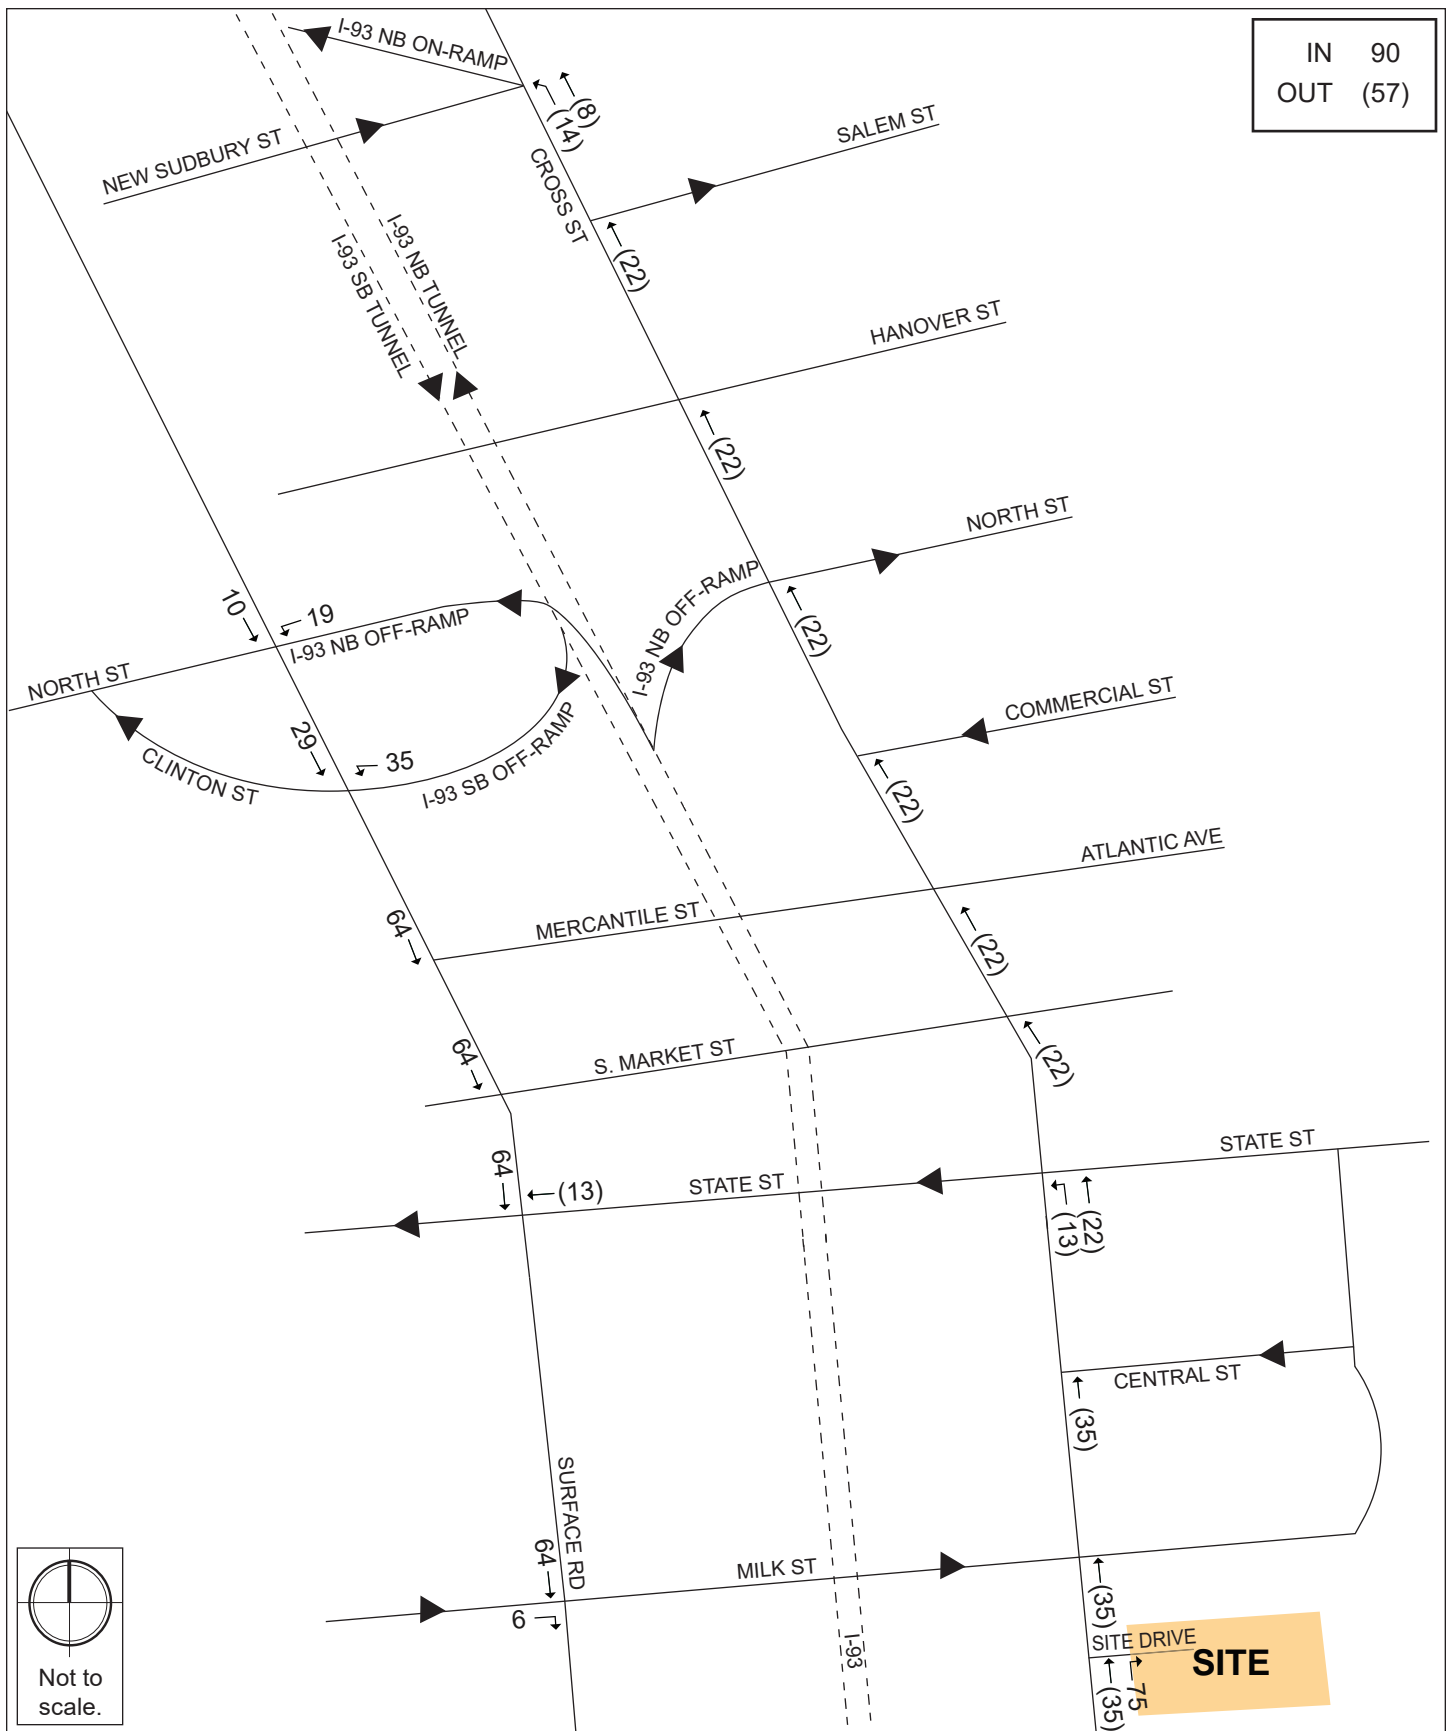 I-93 NB ON-RAMP
IN 90
OUT (57)
(8)
(14)
SALEM ST
NEW SUDBURY ST
CROSS ST
(22)
I-93 NB TUNNEL
I-93 SB TUNNEL
HANOVER ST
(22)
NORTH ST
I-93 NB OFF-RAMP
10
19
I-93 NB OFF-RAMP
(22)
NORTH ST
COMMERCIAL ST
29
35
CLINTON ST
I-93 SB OFF-RAMP
(22)
ATLANTIC AVE
64
MERCANTILE ST
(22)
64
S. MARKET ST
(22)
STATE ST
64
(13)
STATE ST
(13)
(22)
CENTRAL ST
(35)
SURFACE RD
64
MILK ST
6
(35)
I-93
SITE DRIVE
SITE
75
(35)
Not to
scale.